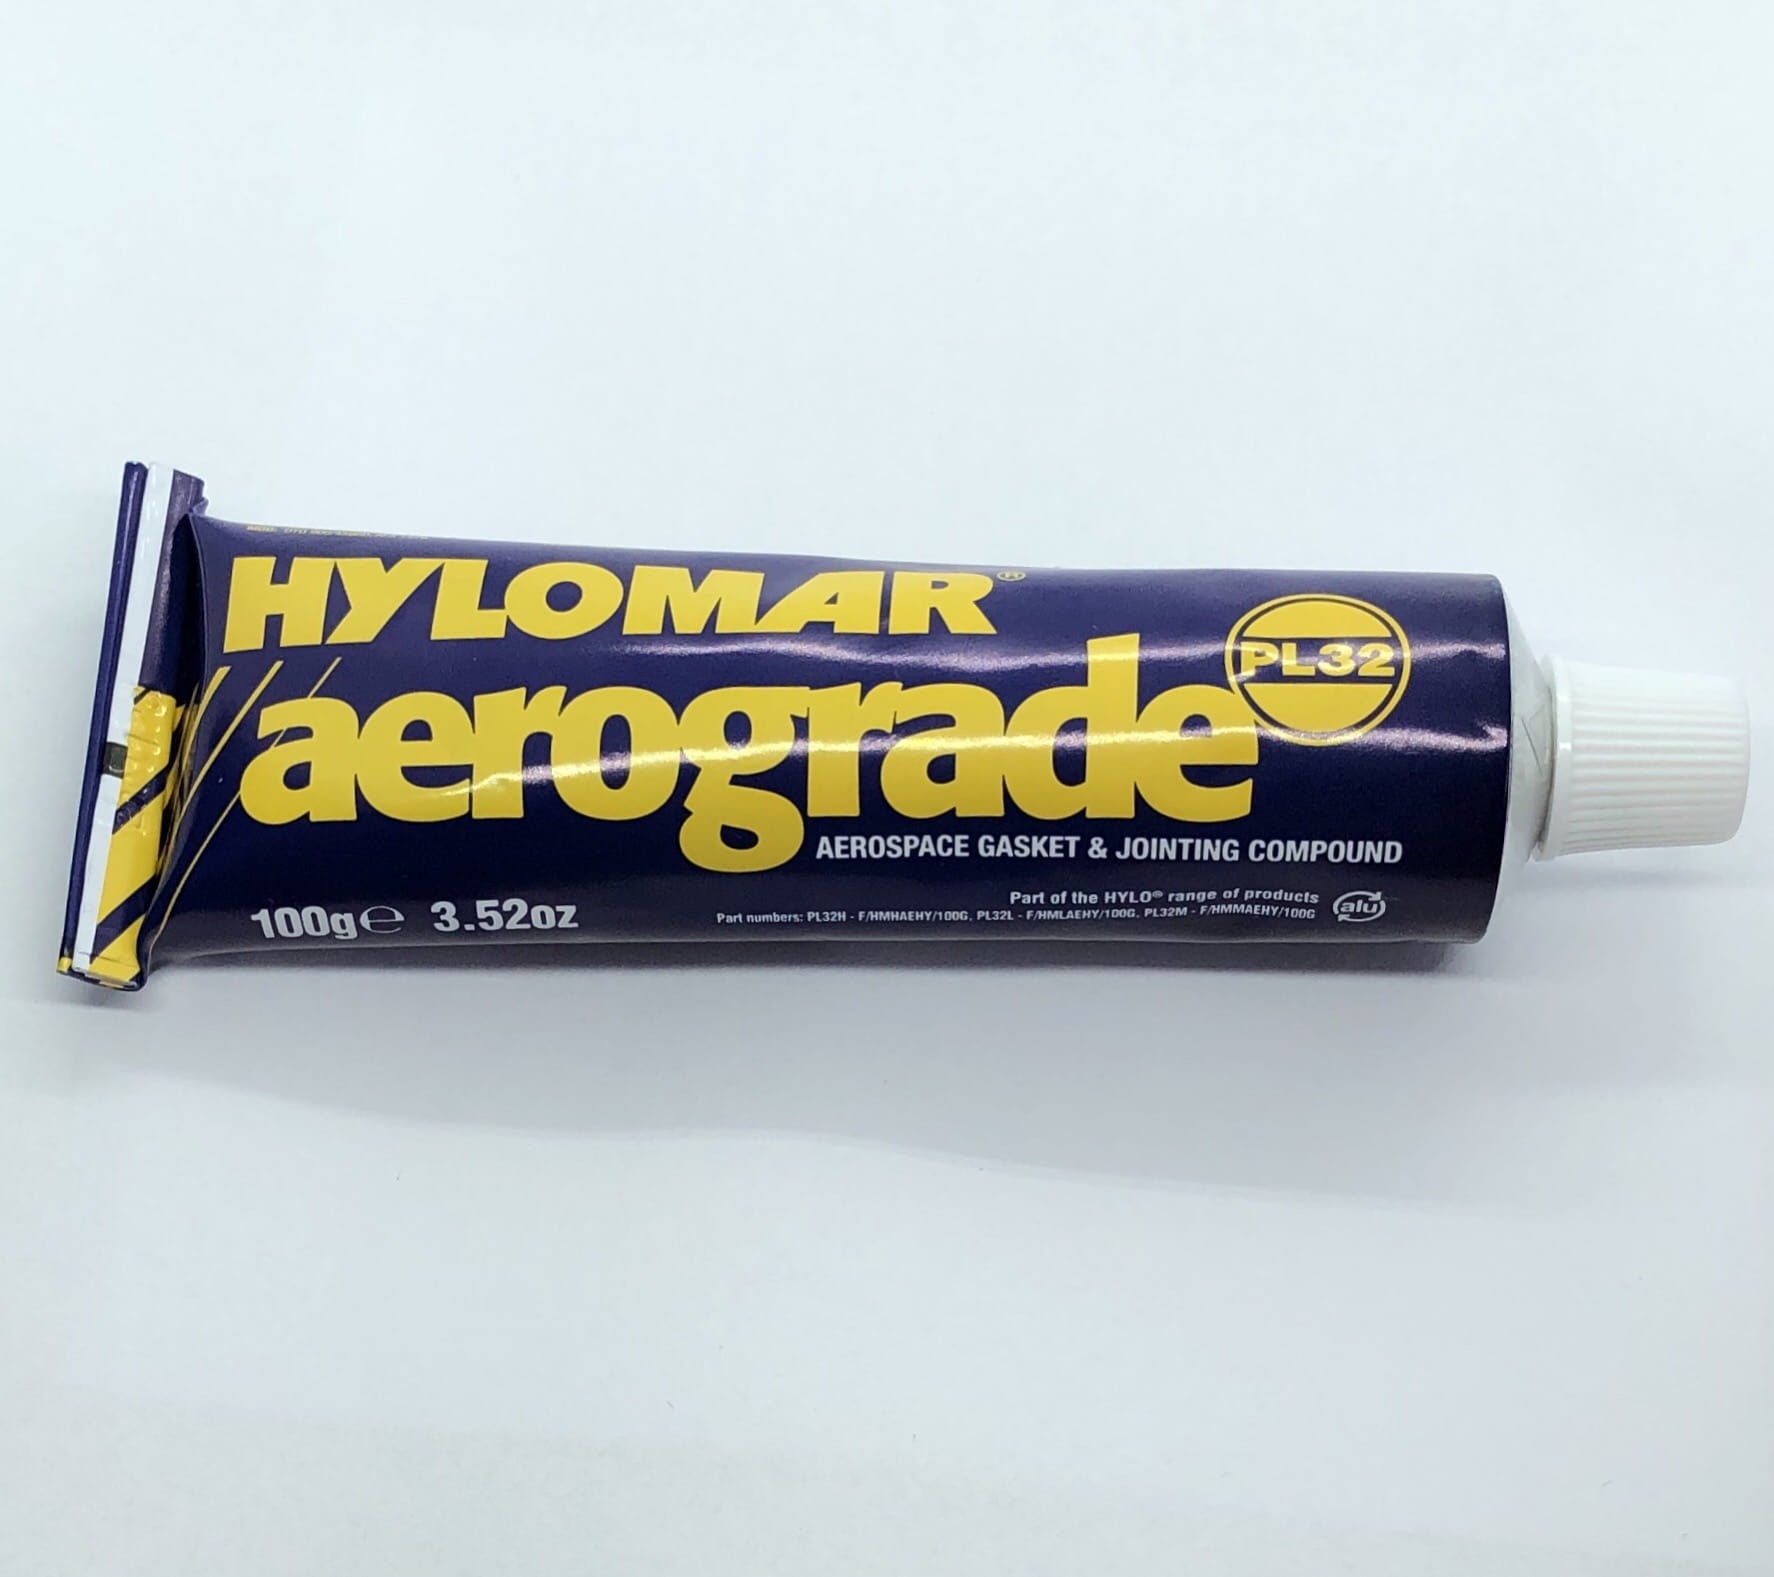 HYLOMAR®
aerograde
PL32
AEROSPACE GASKET & JOINTING COMPOUND
100g℮ 3.52oz
Part of the HYLO® range of products
Part numbers: PL32H - F/HMHAEHY/100G, PL32L - F/HMLAEHY/100G, PL32M - F/HMMAEHY/100G
alu